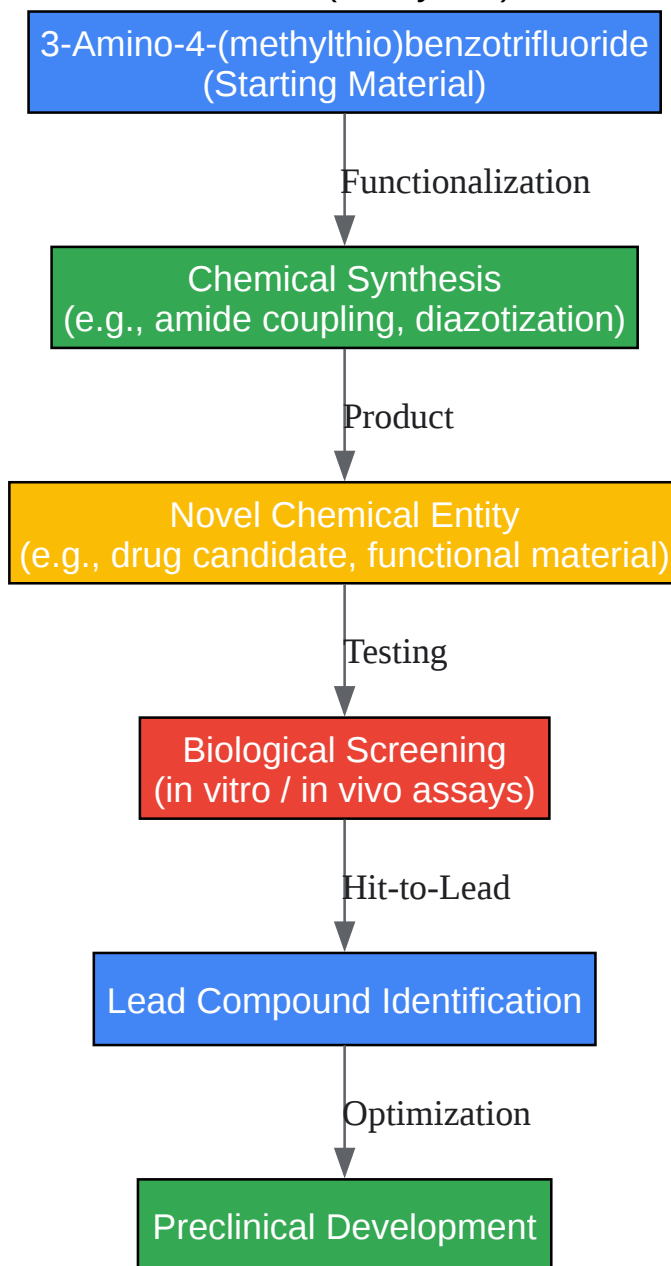 3-Amino-4-(methylthio)benzotrifluoride
(Starting Material)
Functionalization
Chemical Synthesis
(e.g., amide coupling, diazotization)
Product
Novel Chemical Entity
(e.g., drug candidate, functional material)
Testing
Biological Screening
(in vitro / in vivo assays)
Hit-to-Lead
Lead Compound Identification
Optimization
Preclinical Development